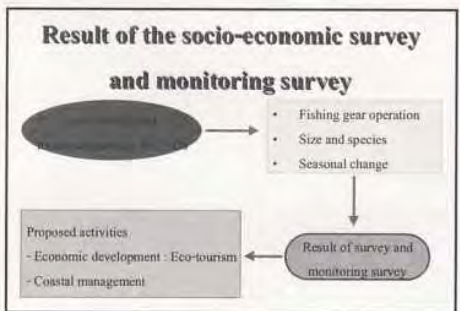 Result of the socio-economic survey
and monitoring survey
• Fishing gear operation
• Size and species
• Seasonal change
Result of survey and
monitoring survey
Proposed activities
- Economic development : Eco-tourism
- Coastal management